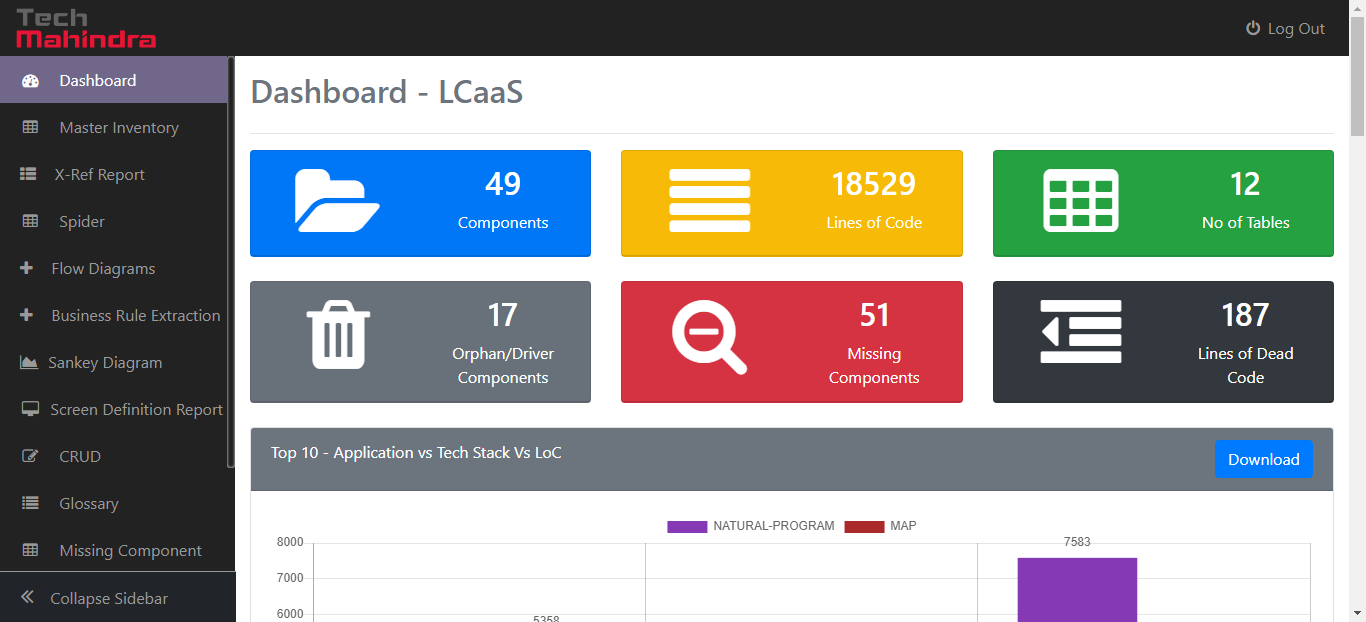 Tech
Mahindra
Log Out
Dashboard
Master Inventory
X-Ref Report
Spider
Flow Diagrams
Business Rule Extraction
Sankey Diagram
Screen Definition Report
CRUD
Glossary
Missing Component
Collapse Sidebar
Dashboard - LCaaS
49
Components
18529
Lines of Code
12
No of Tables
17
Orphan/Driver
Components
51
Missing
Components
187
Lines of Dead
Code
Top 10 - Application vs Tech Stack Vs LoC
Download
NATURAL-PROGRAM
MAP
8000
7583
7000
6000
5358